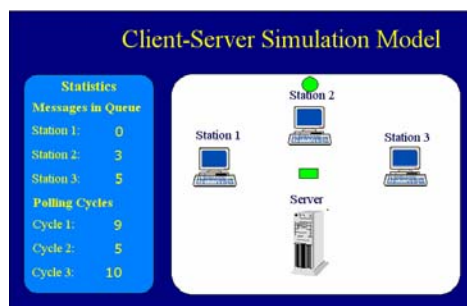 Client-Server Simulation Model
Statistics
Messages in Queue
Station 1: 0
Station 2: 3
Station 3: 5
Polling Cycles
Cycle 1: 9
Cycle 2: 5
Cycle 3: 10
Station 2
Station 1
Station 3
Server